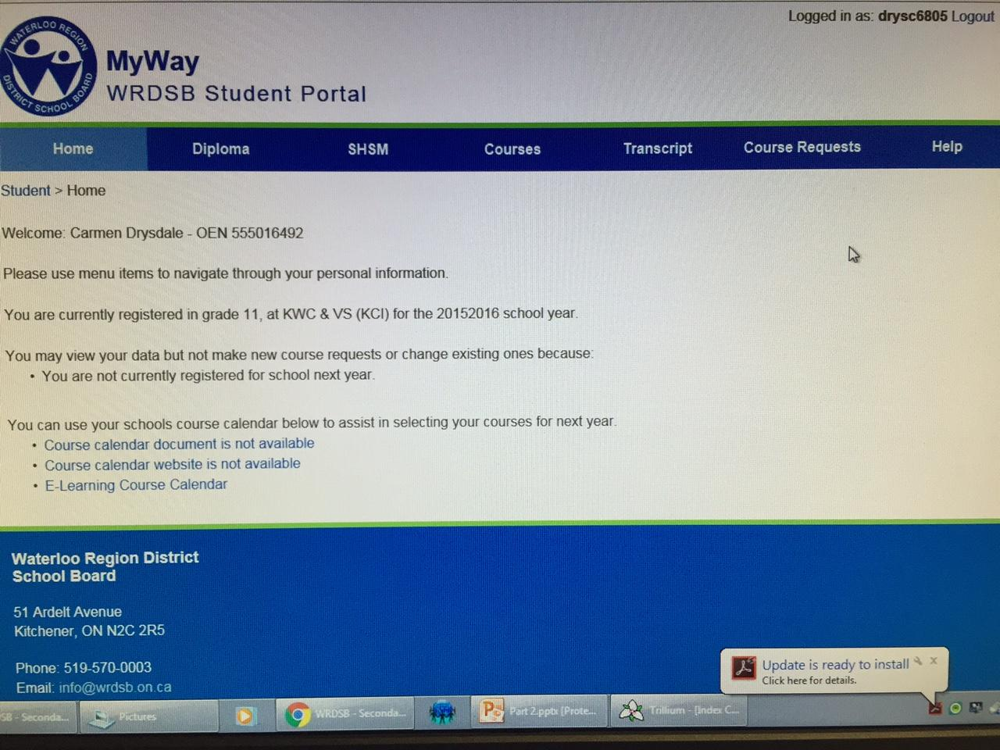 Logged in as: drysc6805 Logout
WATERLOO REGION
DISTRICT SCHOOL BOARD
MyWay
WRDSB Student Portal
Home Diploma SHSM Courses Transcript Course Requests Help
Student > Home
Welcome: Carmen Drysdale - OEN 555016492
Please use menu items to navigate through your personal information.
You are currently registered in grade 11, at KWC & VS (KCI) for the 20152016 school year.
You may view your data but not make new course requests or change existing ones because:
• You are not currently registered for school next year.
You can use your schools course calendar below to assist in selecting your courses for next year.
• Course calendar document is not available
• Course calendar website is not available
• E-Learning Course Calendar
Waterloo Region District
School Board
51 Ardelt Avenue
Kitchener, ON N2C 2R5
Phone: 519-570-0003
Email: info@wrdsb.on.ca
Update is ready to install
Click here for details.
SB - Seconda... Pictures WRDSB - Seconda... Part 2.pptx [Prote... Trillium - [Index C...